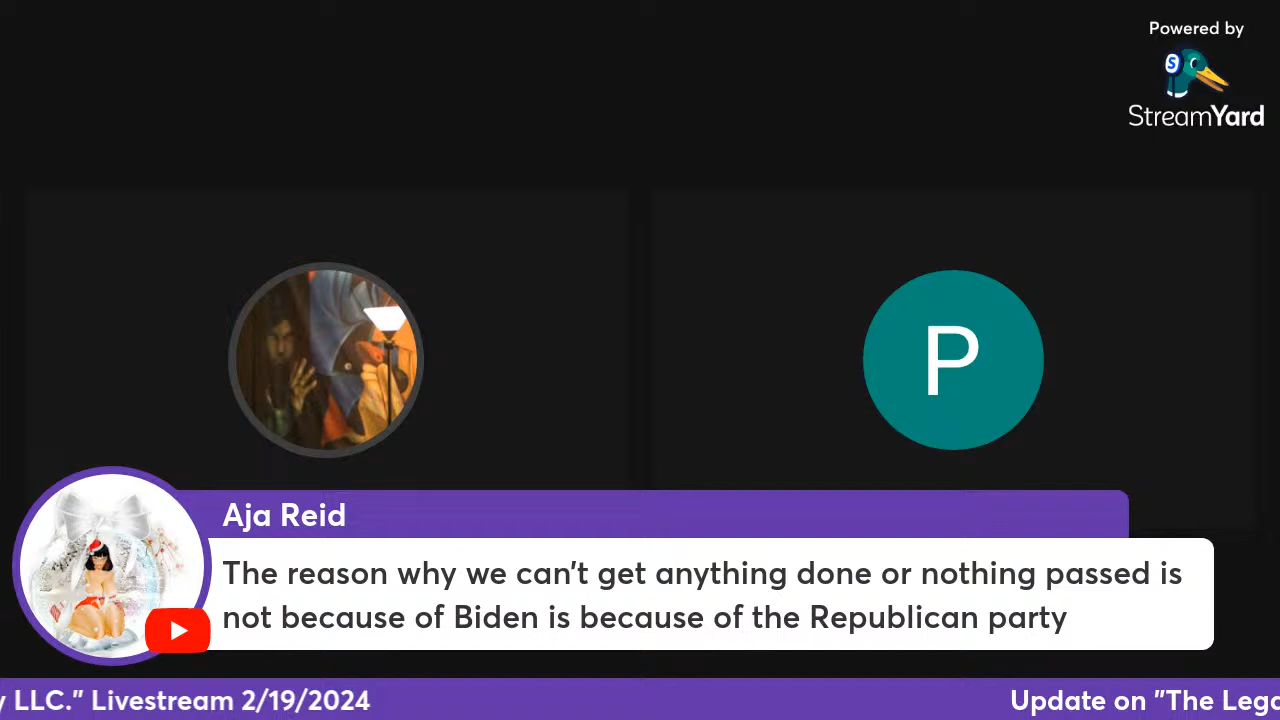 Powered by
S
StreamYard
P
Aja Reid
The reason why we can't get anything done or nothing passed is
not because of Biden is because of the Republican party
LLC." Livestream 2/19/2024
Update on "The